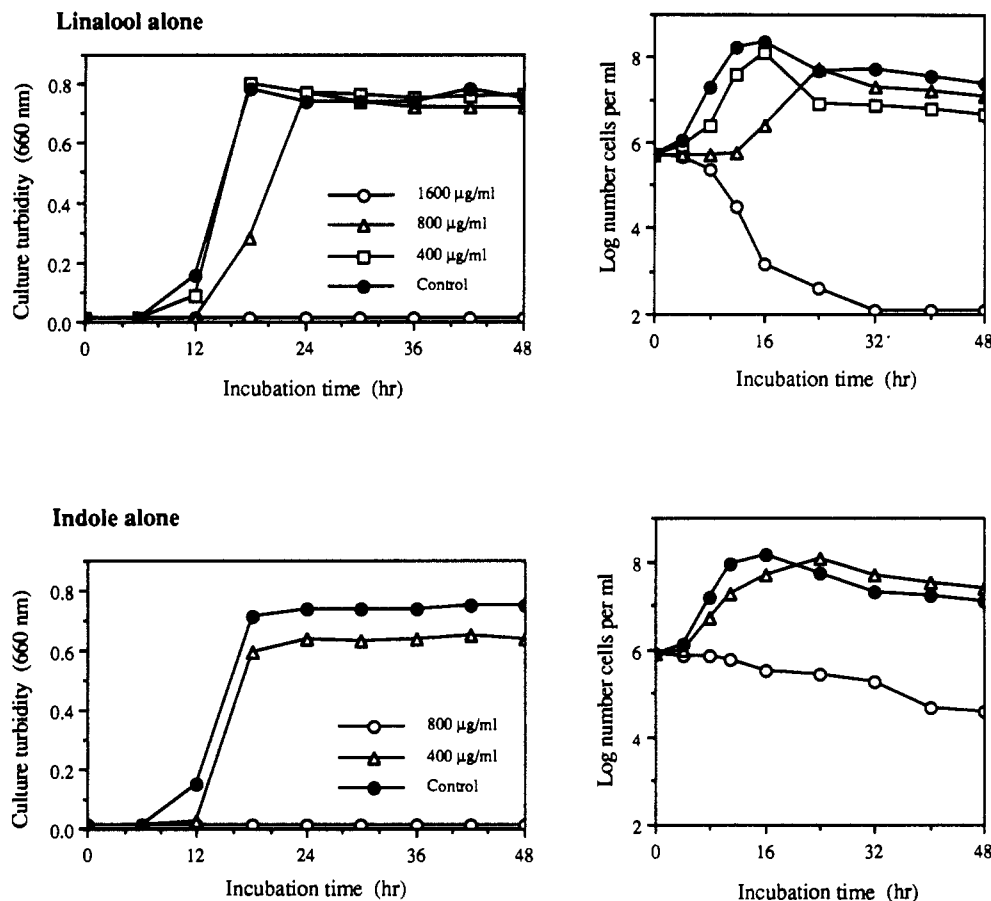 Linalool alone
Culture turbidity (660 nm)
0.8
0.6
0.4
0.2
0.0
0
12
24
36
48
Incubation time (hr)
1600 µg/ml
800 µg/ml
400 µg/ml
Control
Log number cells per ml
8
6
4
2
0
16
32
48
Incubation time (hr)
Indole alone
Culture turbidity (660 nm)
0.8
0.6
0.4
0.2
0.0
0
12
24
36
48
Incubation time (hr)
800 µg/ml
400 µg/ml
Control
Log number cells per ml
8
6
4
2
0
16
32
48
Incubation time (hr)